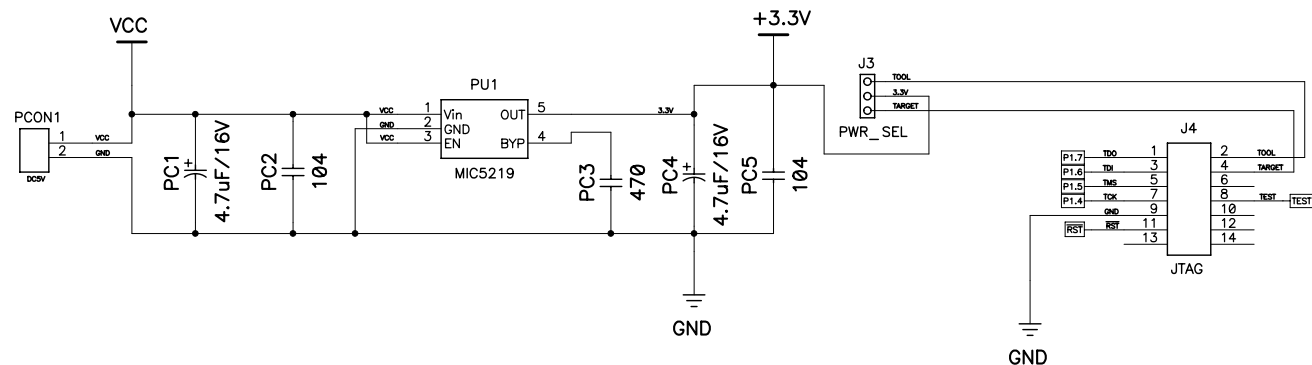 VCC
+3.3V
PCON1
1 VCC
2 GND
DC5V
PC1
+
4.7uF/16V
PC2
104
PU1
VCC 1 Vin OUT 5 3.3V
GND 2 GND
VCC 3 EN BYP 4
MIC5219
PC3
470
PC4
+
4.7uF/16V
PC5
104
GND
J3
TOOL
3.3V
TARGET
PWR_SEL
J4
P1.7 TDO 1 2 TOOL
P1.6 TDI 3 4 TARGET
P1.5 TMS 5 6
P1.4 TCK 7 8 TEST TEST
GND 9 10
RST RST 11 12
13 14
JTAG
GND